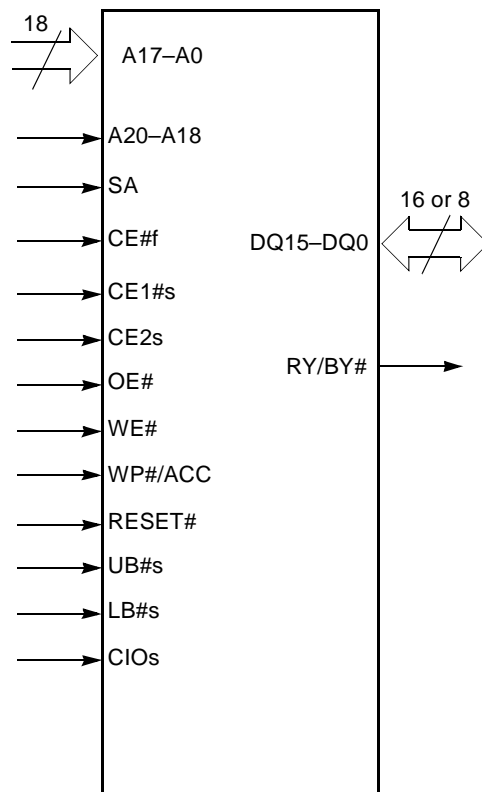 18
A17–A0
A20–A18
SA
16 or 8
CE#f
DQ15–DQ0
CE1#s
CE2s
RY/BY#
OE#
WE#
WP#/ACC
RESET#
UB#s
LB#s
CIOs